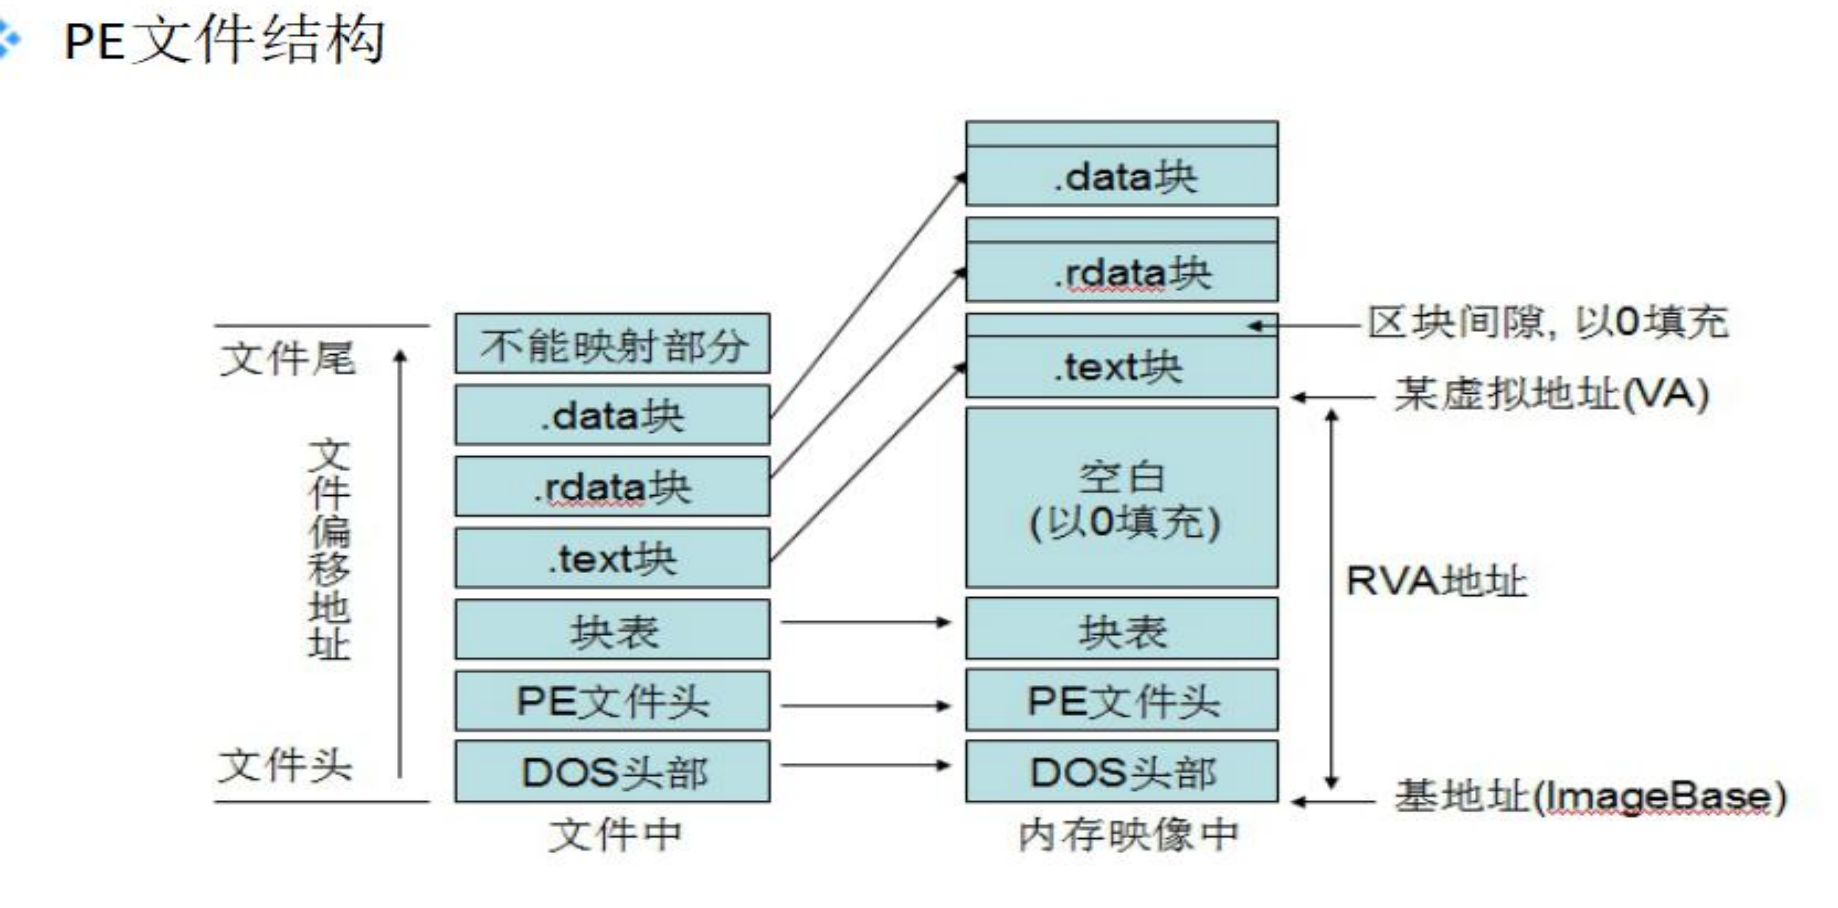 PE文件结构
文件尾
文件偏移地址
文件头
不能映射部分
.data块
.rdata块
.text块
块表
PE文件头
DOS头部
文件中
.data块
.rdata块
.text块
空白
(以0填充)
块表
PE文件头
DOS头部
内存映像中
区块间隙, 以0填充
某虚拟地址(VA)
RVA地址
基地址(ImageBase)